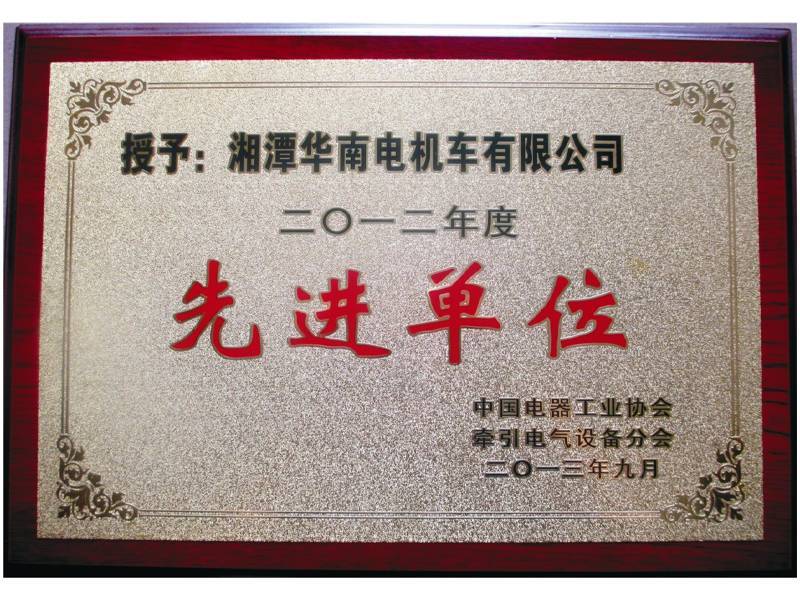 授予：湘潭华南电机车有限公司
二〇一二年度
先进单位
中国电器工业协会
牵引电气设备分会
二〇一三年九月